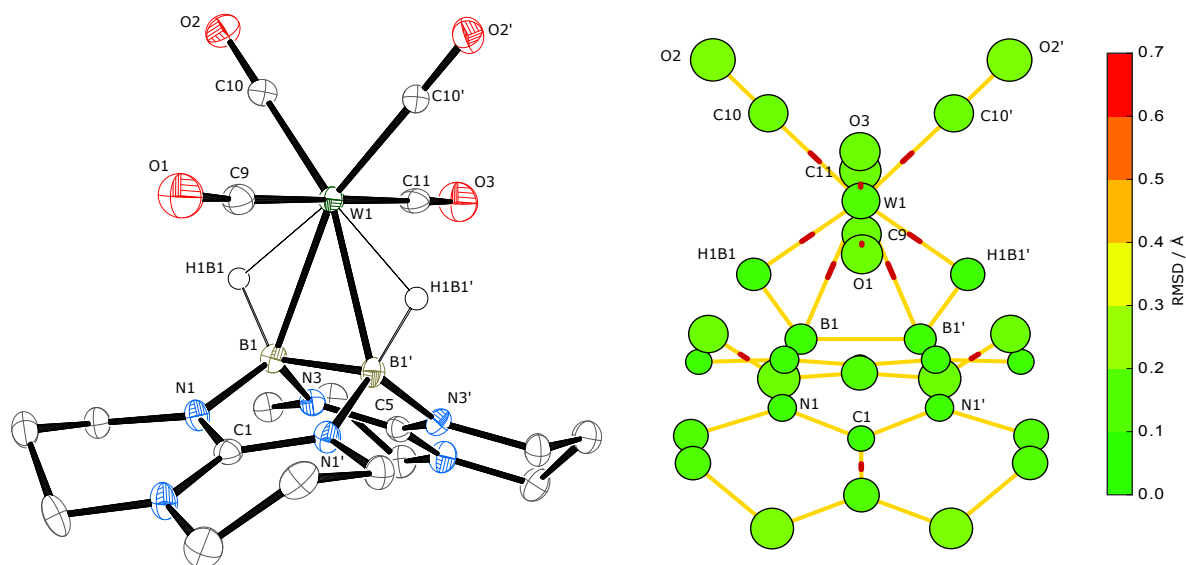 O2
O2'
C10
C10'
O1
C9
C11
O3
W1
H1B1
H1B1'
B1
B1'
N1
N3
N3'
C5
C1
N1'
O2
O2'
C10
C10'
O3
C11
W1
C9
H1B1
H1B1'
O1
B1
B1'
N1
C1
N1'
0.7
0.6
0.5
0.4
0.3
0.2
0.1
0.0
RMSD / Å